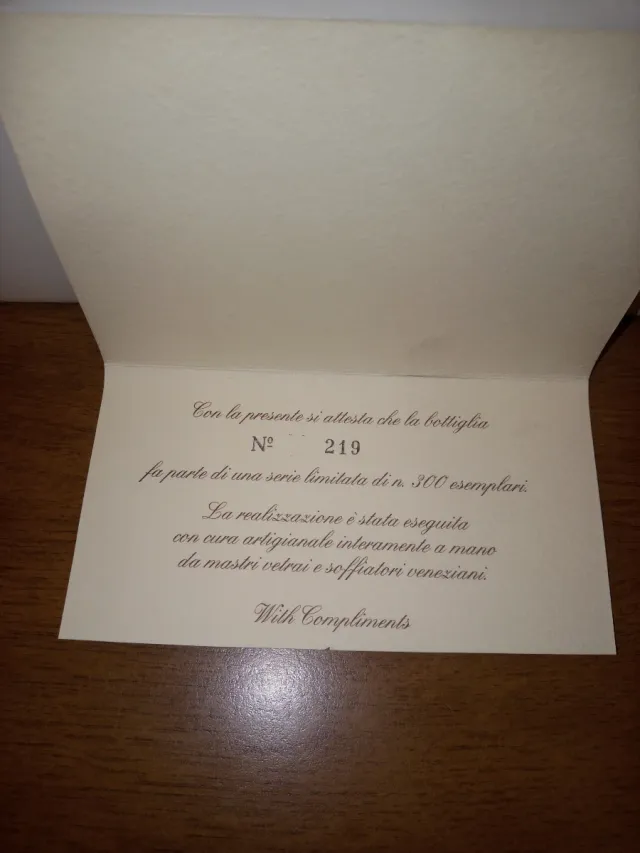 Con la presente si attesta che la bottiglia
Nº 219
fa parte di una serie limitata di n. 300 esemplari.
La realizzazione è stata eseguita
con cura artigianale interamente a mano
da mastri vetrai e soffiatori veneziani.
With Compliments